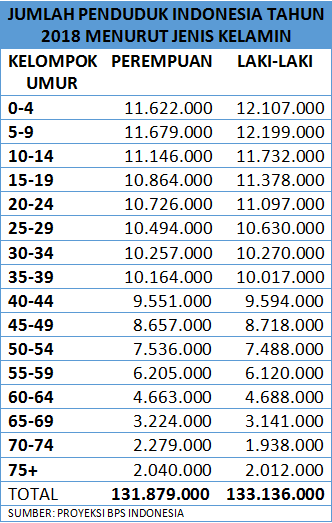 JUMLAH PENDUDUK INDONESIA TAHUN
2018 MENURUT JENIS KELAMIN
KELOMPOK UMUR PEREMPUAN LAKI-LAKI
0-4 11.622.000 12.107.000
5-9 11.679.000 12.199.000
10-14 11.146.000 11.732.000
15-19 10.864.000 11.378.000
20-24 10.726.000 11.097.000
25-29 10.494.000 10.630.000
30-34 10.257.000 10.270.000
35-39 10.164.000 10.017.000
40-44 9.551.000 9.594.000
45-49 8.657.000 8.718.000
50-54 7.536.000 7.488.000
55-59 6.205.000 6.120.000
60-64 4.663.000 4.688.000
65-69 3.224.000 3.141.000
70-74 2.279.000 1.938.000
75+ 2.040.000 2.012.000
TOTAL 131.879.000 133.136.000
SUMBER: PROYEKSI BPS INDONESIA